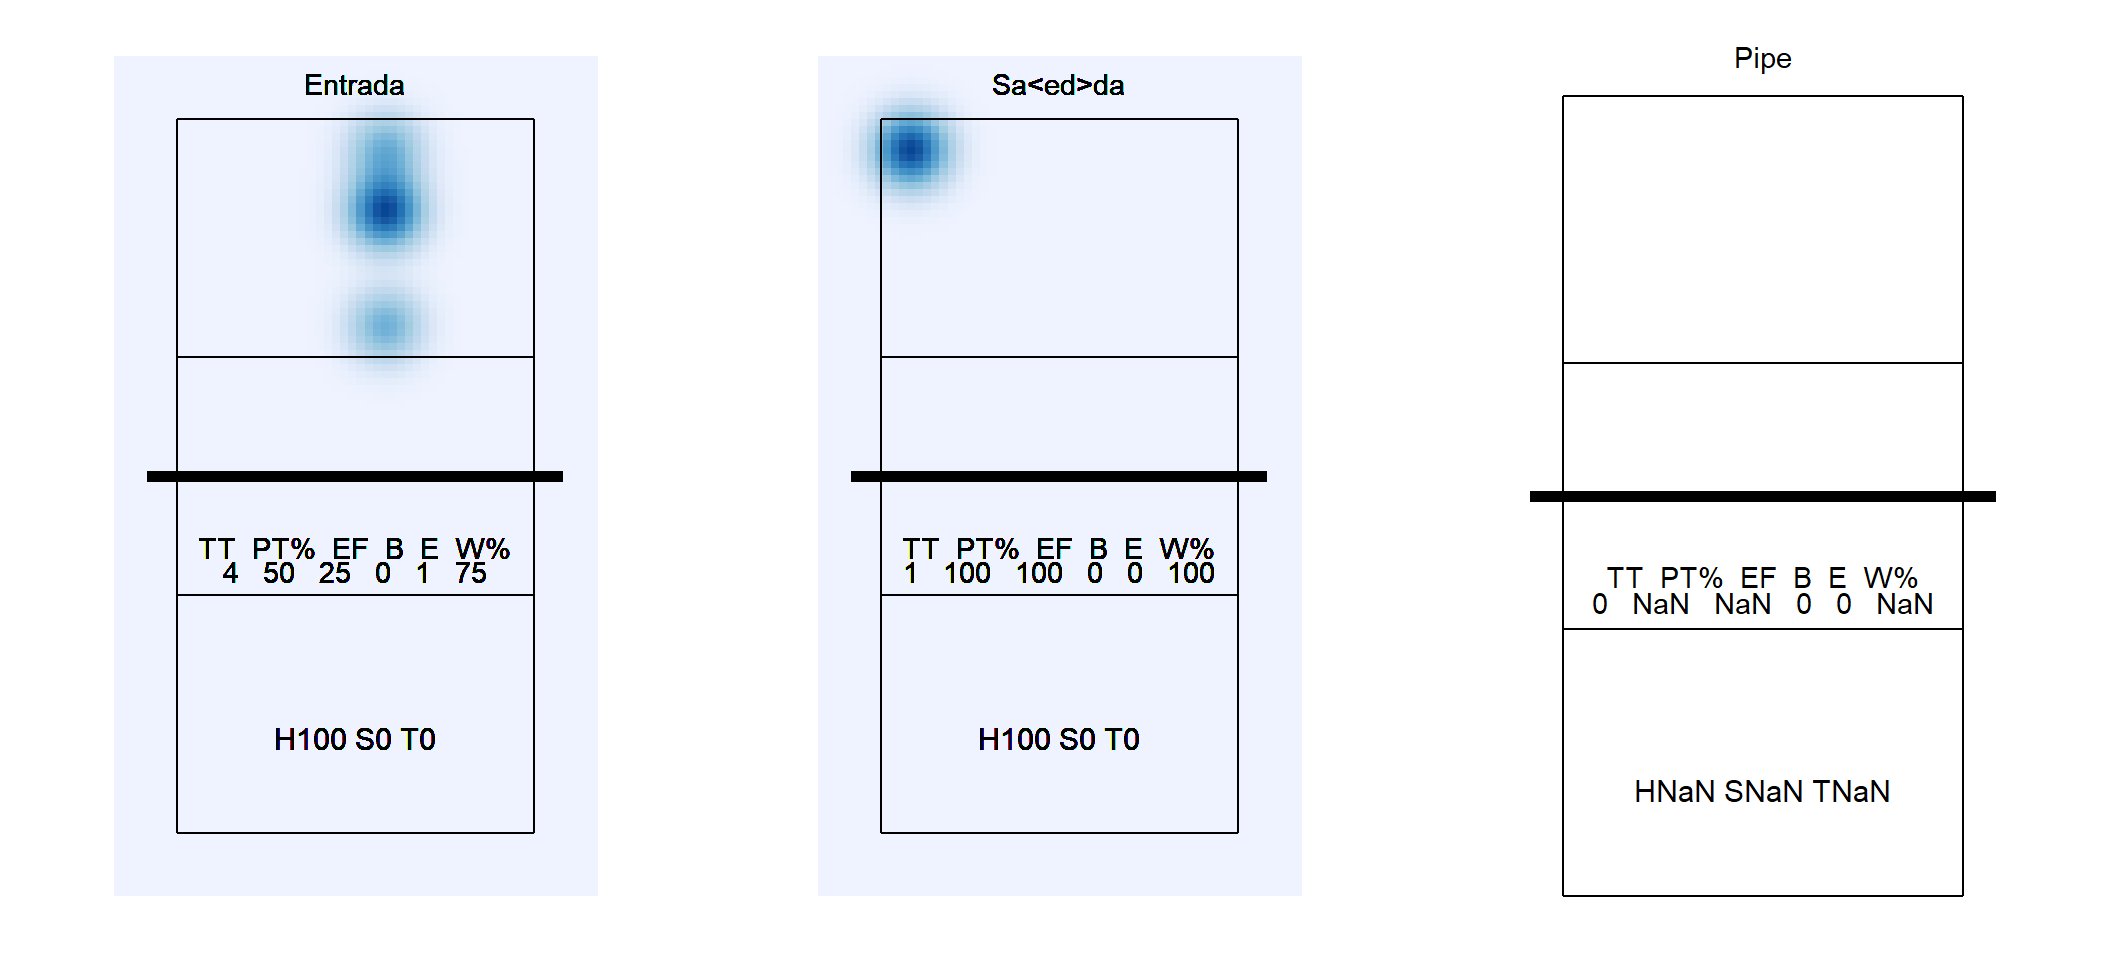 Entrada
TT PT% EF B E W%
4 50 25 0 1 75
H100 S0 T0
Sa<ed>da
TT PT% EF B E W%
1 100 100 0 0 100
H100 S0 T0
Pipe
TT PT% EF B E W%
0 NaN NaN 0 0 NaN
HNaN SNaN TNaN